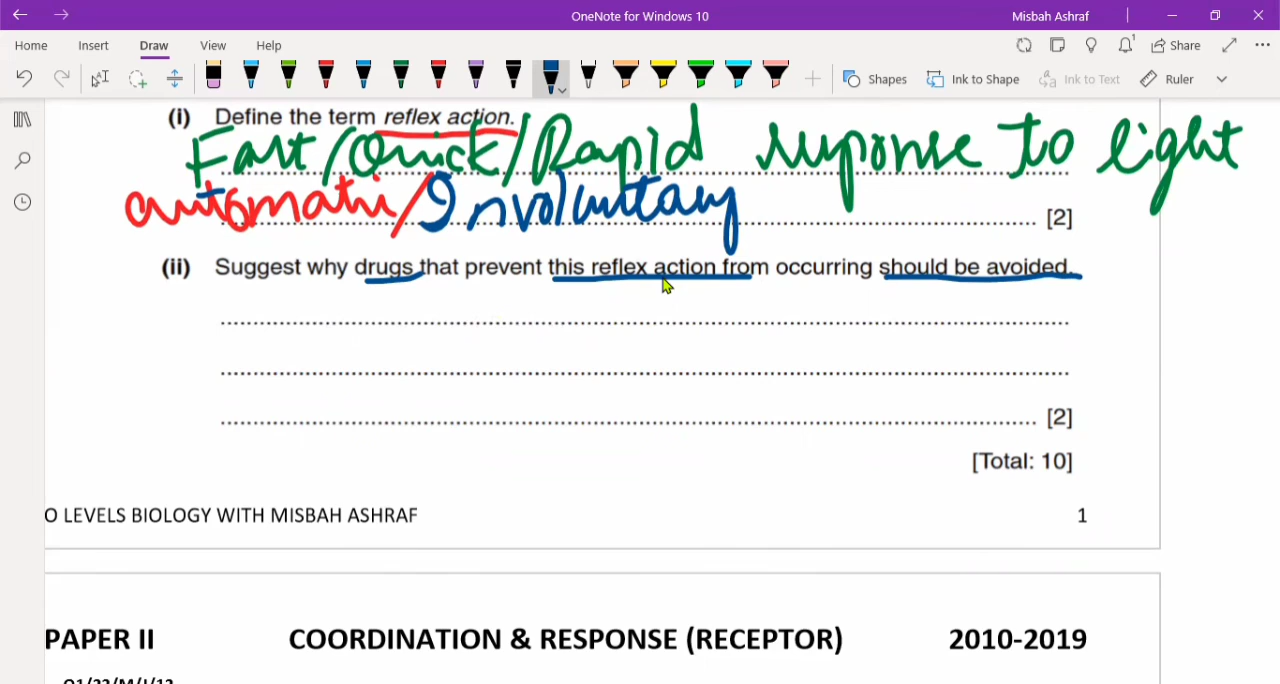 OneNote for Windows 10
Misbah Ashraf
Home Insert Draw View Help
Share
Shapes Ink to Shape Ink to Text Ruler
(i) Define the term reflex action.
Fast/Quick/Rapid response to light
automatic/Involuntary
[2]
(ii) Suggest why drugs that prevent this reflex action from occurring should be avoided.
[2]
[Total: 10]
O LEVELS BIOLOGY WITH MISBAH ASHRAF 1
PAPER II COORDINATION & RESPONSE (RECEPTOR) 2010-2019